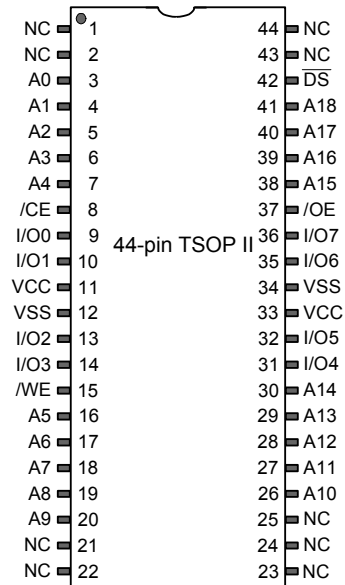 NC 1 44 NC
NC 2 43 NC
A0 3 42 D̅S̅
A1 4 41 A18
A2 5 40 A17
A3 6 39 A16
A4 7 38 A15
/CE 8 37 /OE
I/O0 9 44-pin TSOP II 36 I/O7
I/O1 10 35 I/O6
VCC 11 34 VSS
VSS 12 33 VCC
I/O2 13 32 I/O5
I/O3 14 31 I/O4
/WE 15 30 A14
A5 16 29 A13
A6 17 28 A12
A7 18 27 A11
A8 19 26 A10
A9 20 25 NC
NC 21 24 NC
NC 22 23 NC